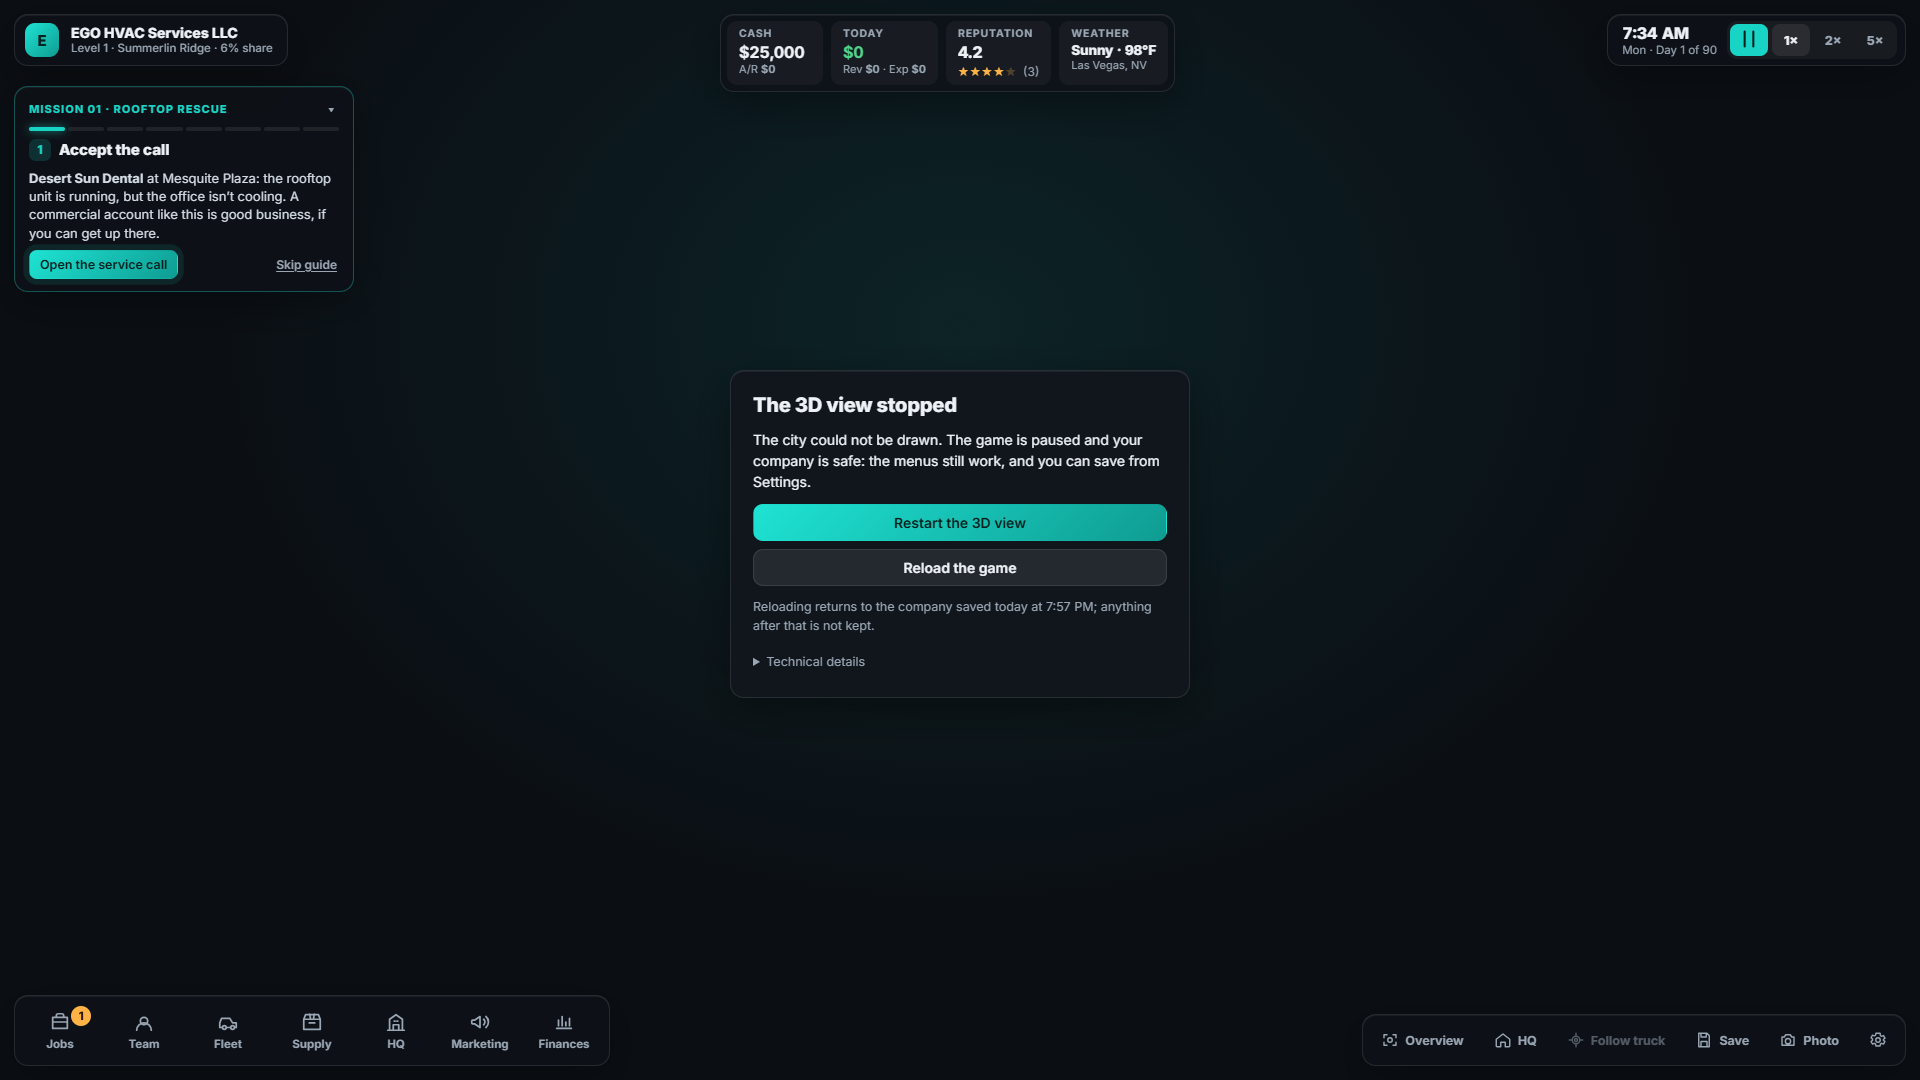 E
EGO HVAC Services LLC
Level 1 · Summerlin Ridge · 6% share
CASH
$25,000
A/R $0
TODAY
$0
Rev $0 · Exp $0
REPUTATION
4.2
★★★★★ (3)
WEATHER
Sunny · 98°F
Las Vegas, NV
7:34 AM
Mon · Day 1 of 90
1×
2×
5×
MISSION 01 · ROOFTOP RESCUE
1 Accept the call
Desert Sun Dental at Mesquite Plaza: the rooftop
unit is running, but the office isn’t cooling. A
commercial account like this is good business, if
you can get up there.
Open the service call
Skip guide
The 3D view stopped
The city could not be drawn. The game is paused and your
company is safe: the menus still work, and you can save from
Settings.
Restart the 3D view
Reload the game
Reloading returns to the company saved today at 7:57 PM; anything
after that is not kept.
Technical details
1
Jobs
Team
Fleet
Supply
HQ
Marketing
Finances
Overview
HQ
Follow truck
Save
Photo